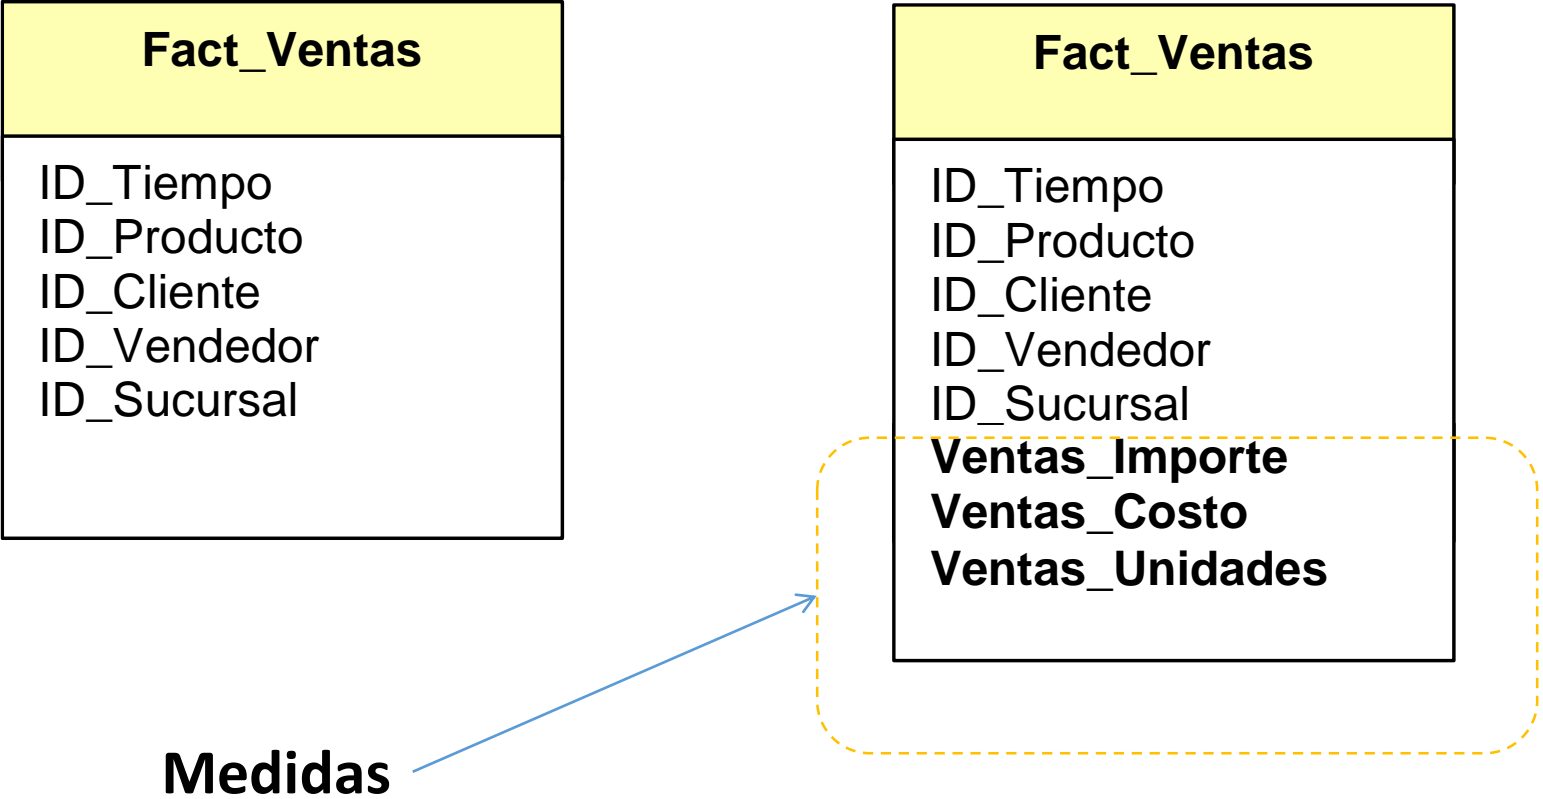 Fact_Ventas
ID_Tiempo
ID_Producto
ID_Cliente
ID_Vendedor
ID_Sucursal
Fact_Ventas
ID_Tiempo
ID_Producto
ID_Cliente
ID_Vendedor
ID_Sucursal
Ventas_Importe
Ventas_Costo
Ventas_Unidades
Medidas